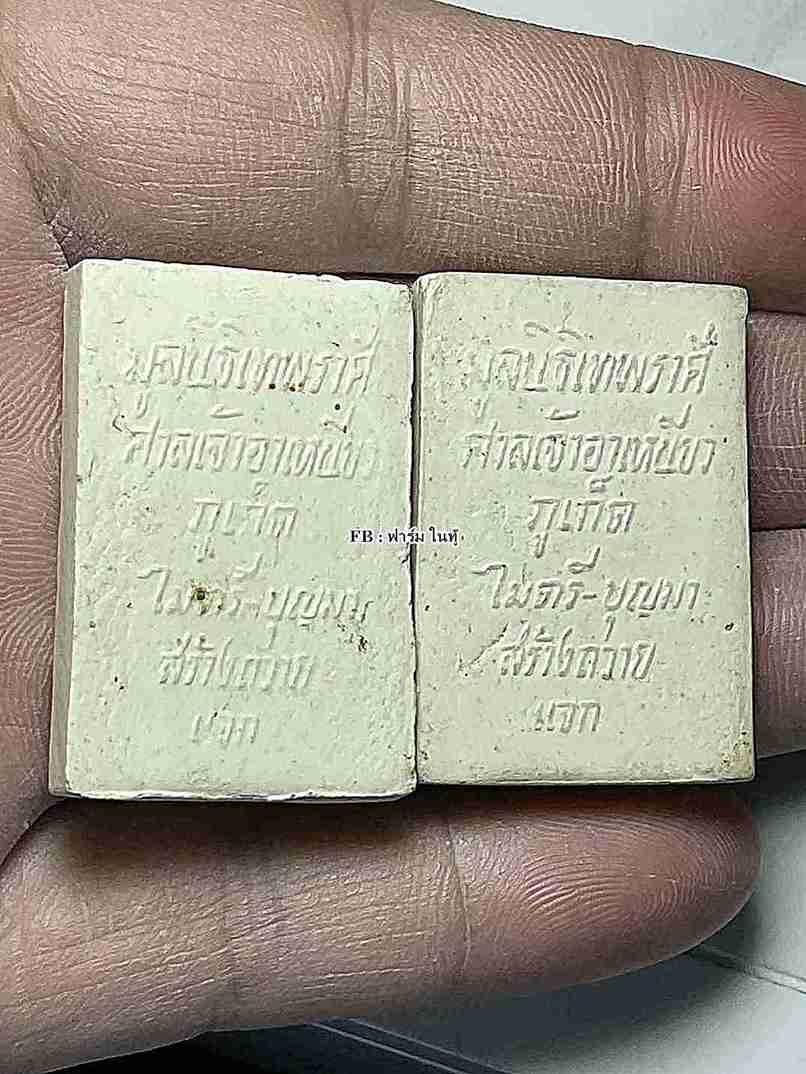 มูลนิธิเทพราศี
ศาลเจ้าอาเหนี่ยว
ภูเก็ต
ไมตรี-บุญมา
สร้างถวาย
แจก
มูลนิธิเทพราศี
ศาลเจ้าอาเหนี่ยว
ภูเก็ต
ไมตรี-บุญมา
สร้างถวาย
แจก
FB : ฟาร์ม ในทุ้